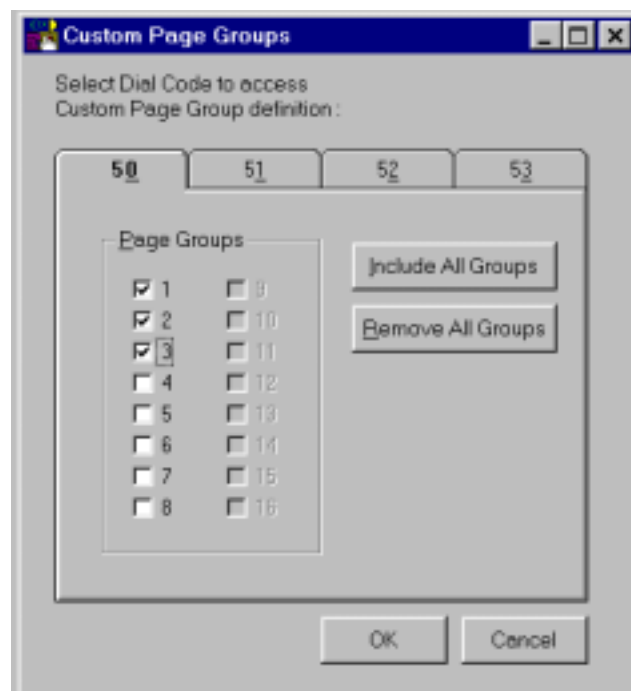 Custom Page Groups
Select Dial Code to access
Custom Page Group definition :
50 51 52 53
Page Groups
Include All Groups
Remove All Groups
1 9
2 10
3 11
4 12
5 13
6 14
7 15
8 16
OK Cancel